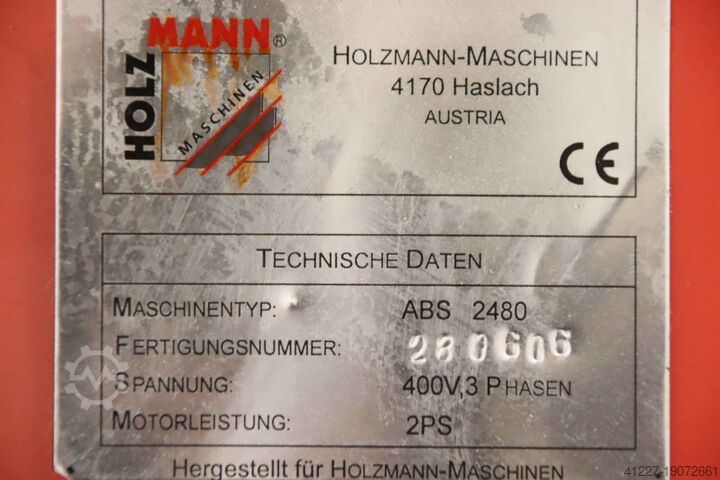 HOLZ
MANN®
MASCHINEN
HOLZMANN-MASCHINEN
4170 Haslach
AUSTRIA
CE
TECHNISCHE DATEN
MASCHINENTYP: ABS 2480
FERTIGUNGSNUMMER: 280606
SPANNUNG: 400V,3 PHASEN
MOTORLEISTUNG: 2PS
Hergestellt für HOLZMANN-MASCHINEN
41227-19072661